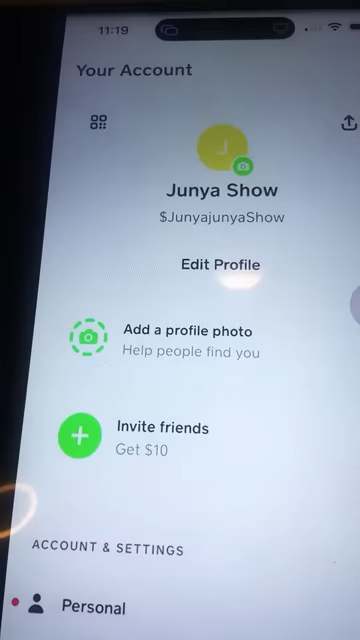 11:19
Your Account
J
Junya Show
$JunyajunyaShow
Edit Profile
Add a profile photo
Help people find you
Invite friends
Get $10
ACCOUNT & SETTINGS
Personal